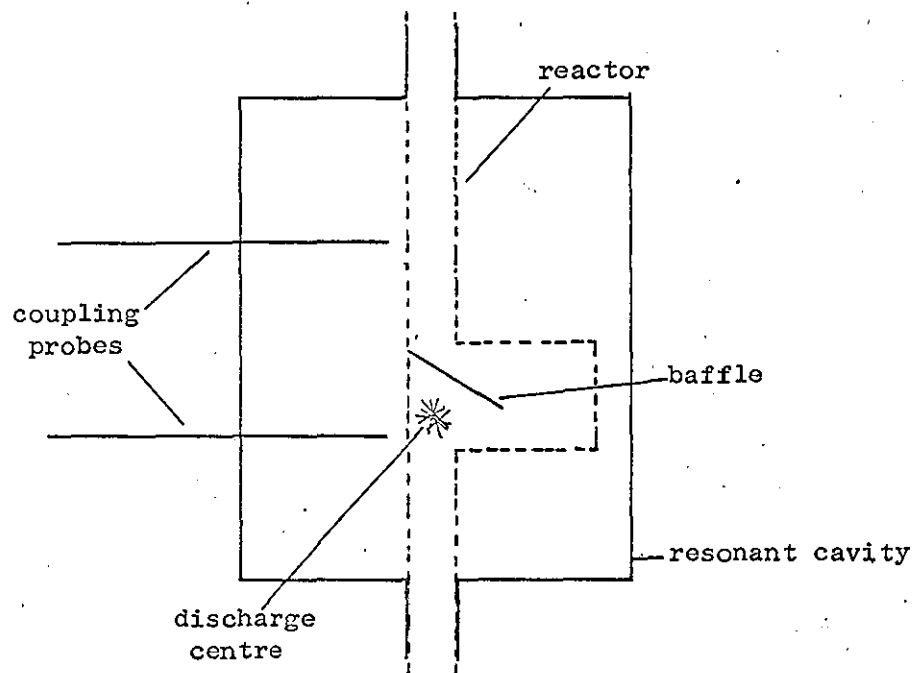 reactor
coupling
probes
baffle
resonant cavity
discharge
centre